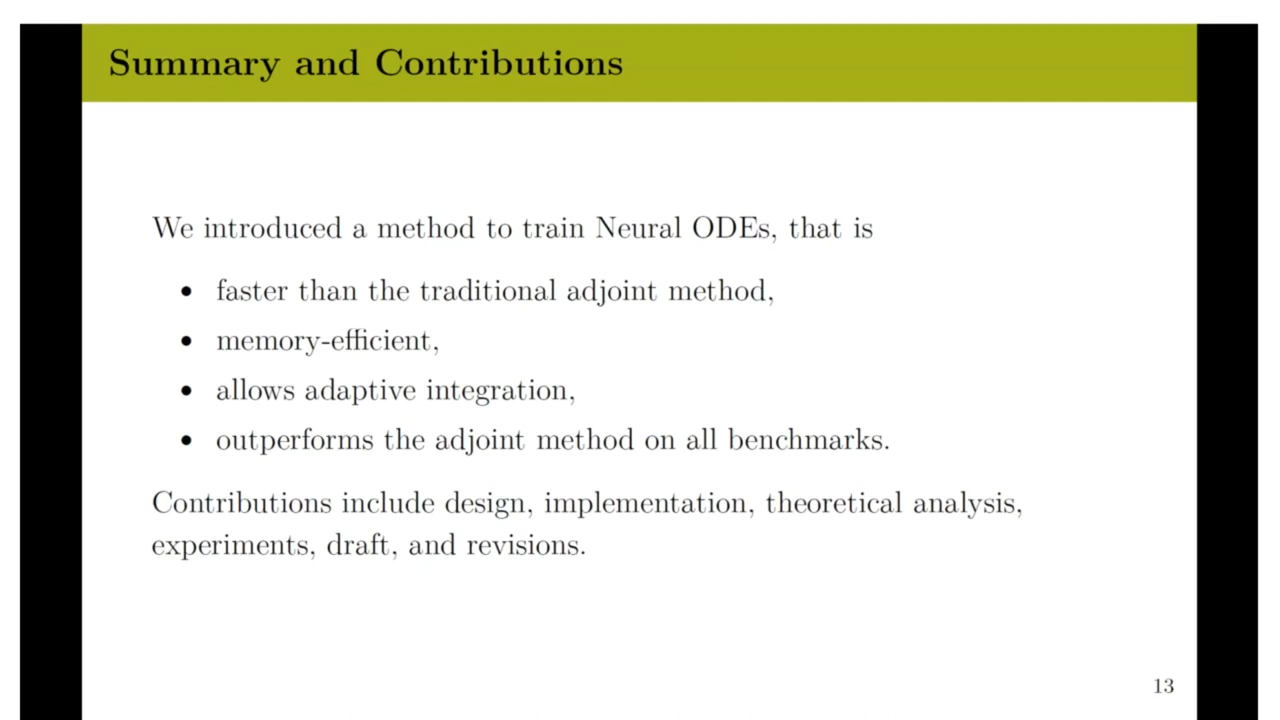 Summary and Contributions
We introduced a method to train Neural ODEs, that is
• faster than the traditional adjoint method,
• memory-efficient,
• allows adaptive integration,
• outperforms the adjoint method on all benchmarks.
Contributions include design, implementation, theoretical analysis,
experiments, draft, and revisions.
13